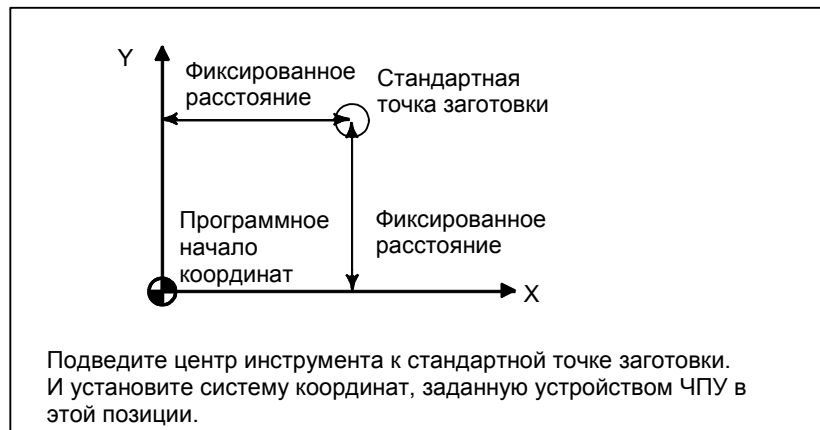 Y
Фиксированное
расстояние
Стандартная
точка заготовки
Программное
начало
координат
Фиксированное
расстояние
X
Подведите центр инструмента к стандартной точке заготовки.
И установите систему координат, заданную устройством ЧПУ в
этой позиции.